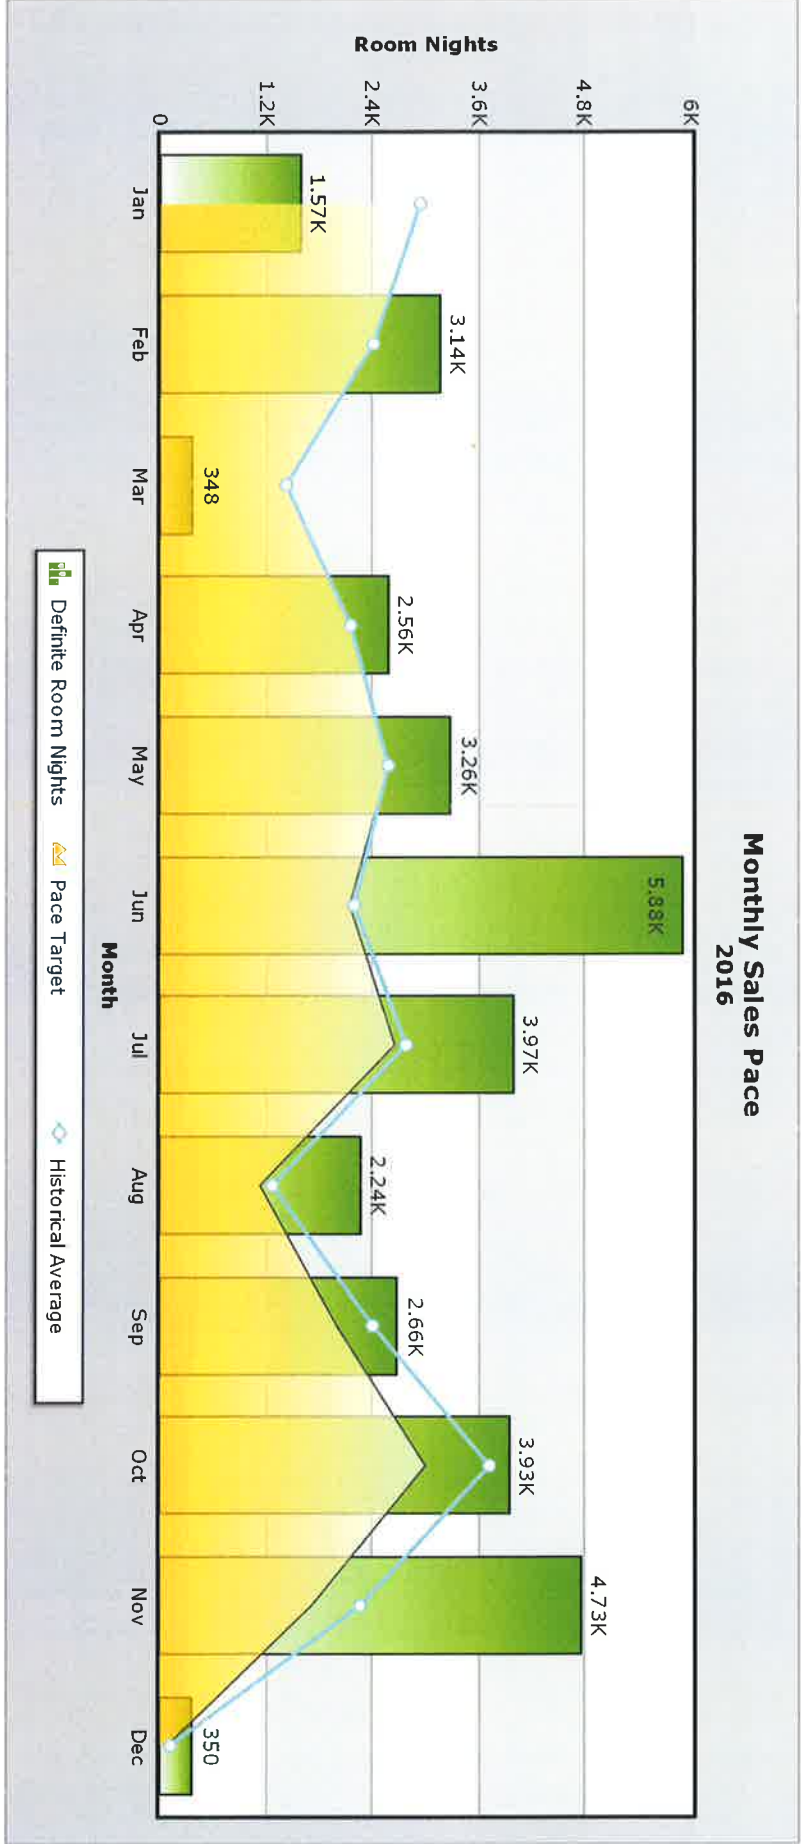 Monthly Sales Pace
2016
Room Nights
6K
4.8K
3.6K
2.4K
1.2K
0
1.57K
3.14K
348
2.56K
3.26K
5.88K
3.97K
2.24K
2.66K
3.93K
4.73K
350
Jan Feb Mar Apr May Jun Jul Aug Sep Oct Nov Dec
Month
Definite Room Nights Pace Target Historical Average